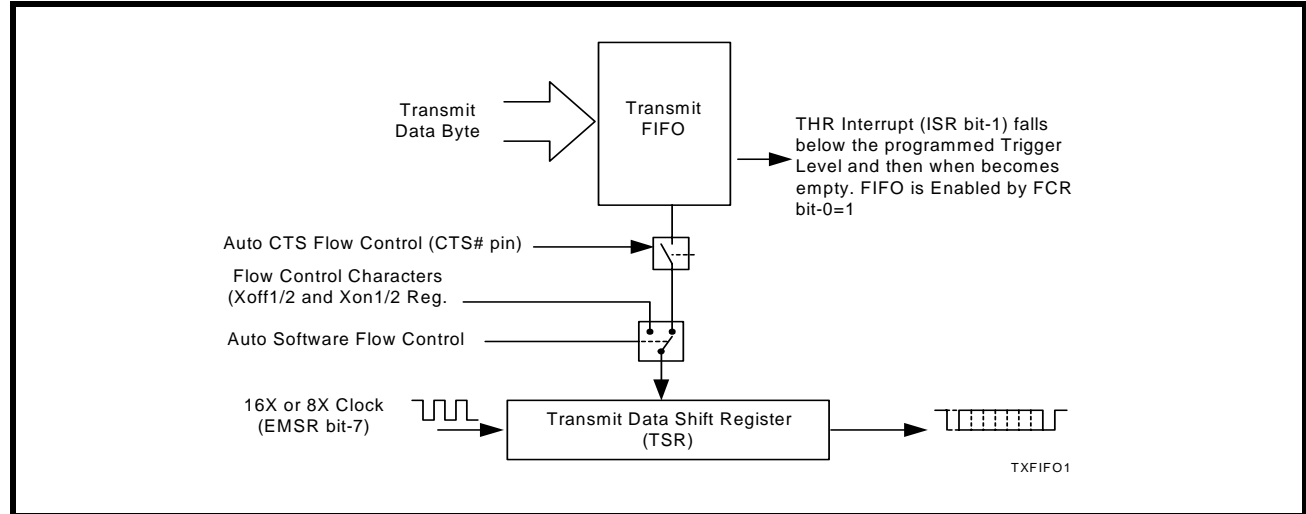 Transmit
Data Byte
Transmit
FIFO
THR Interrupt (ISR bit-1) falls
below the programmed Trigger
Level and then when becomes
empty. FIFO is Enabled by FCR
bit-0=1
Auto CTS Flow Control (CTS# pin)
Flow Control Characters
(Xoff1/2 and Xon1/2 Reg.
Auto Software Flow Control
16X or 8X Clock
(EMSR bit-7)
Transmit Data Shift Register
(TSR)
TXFIFO1